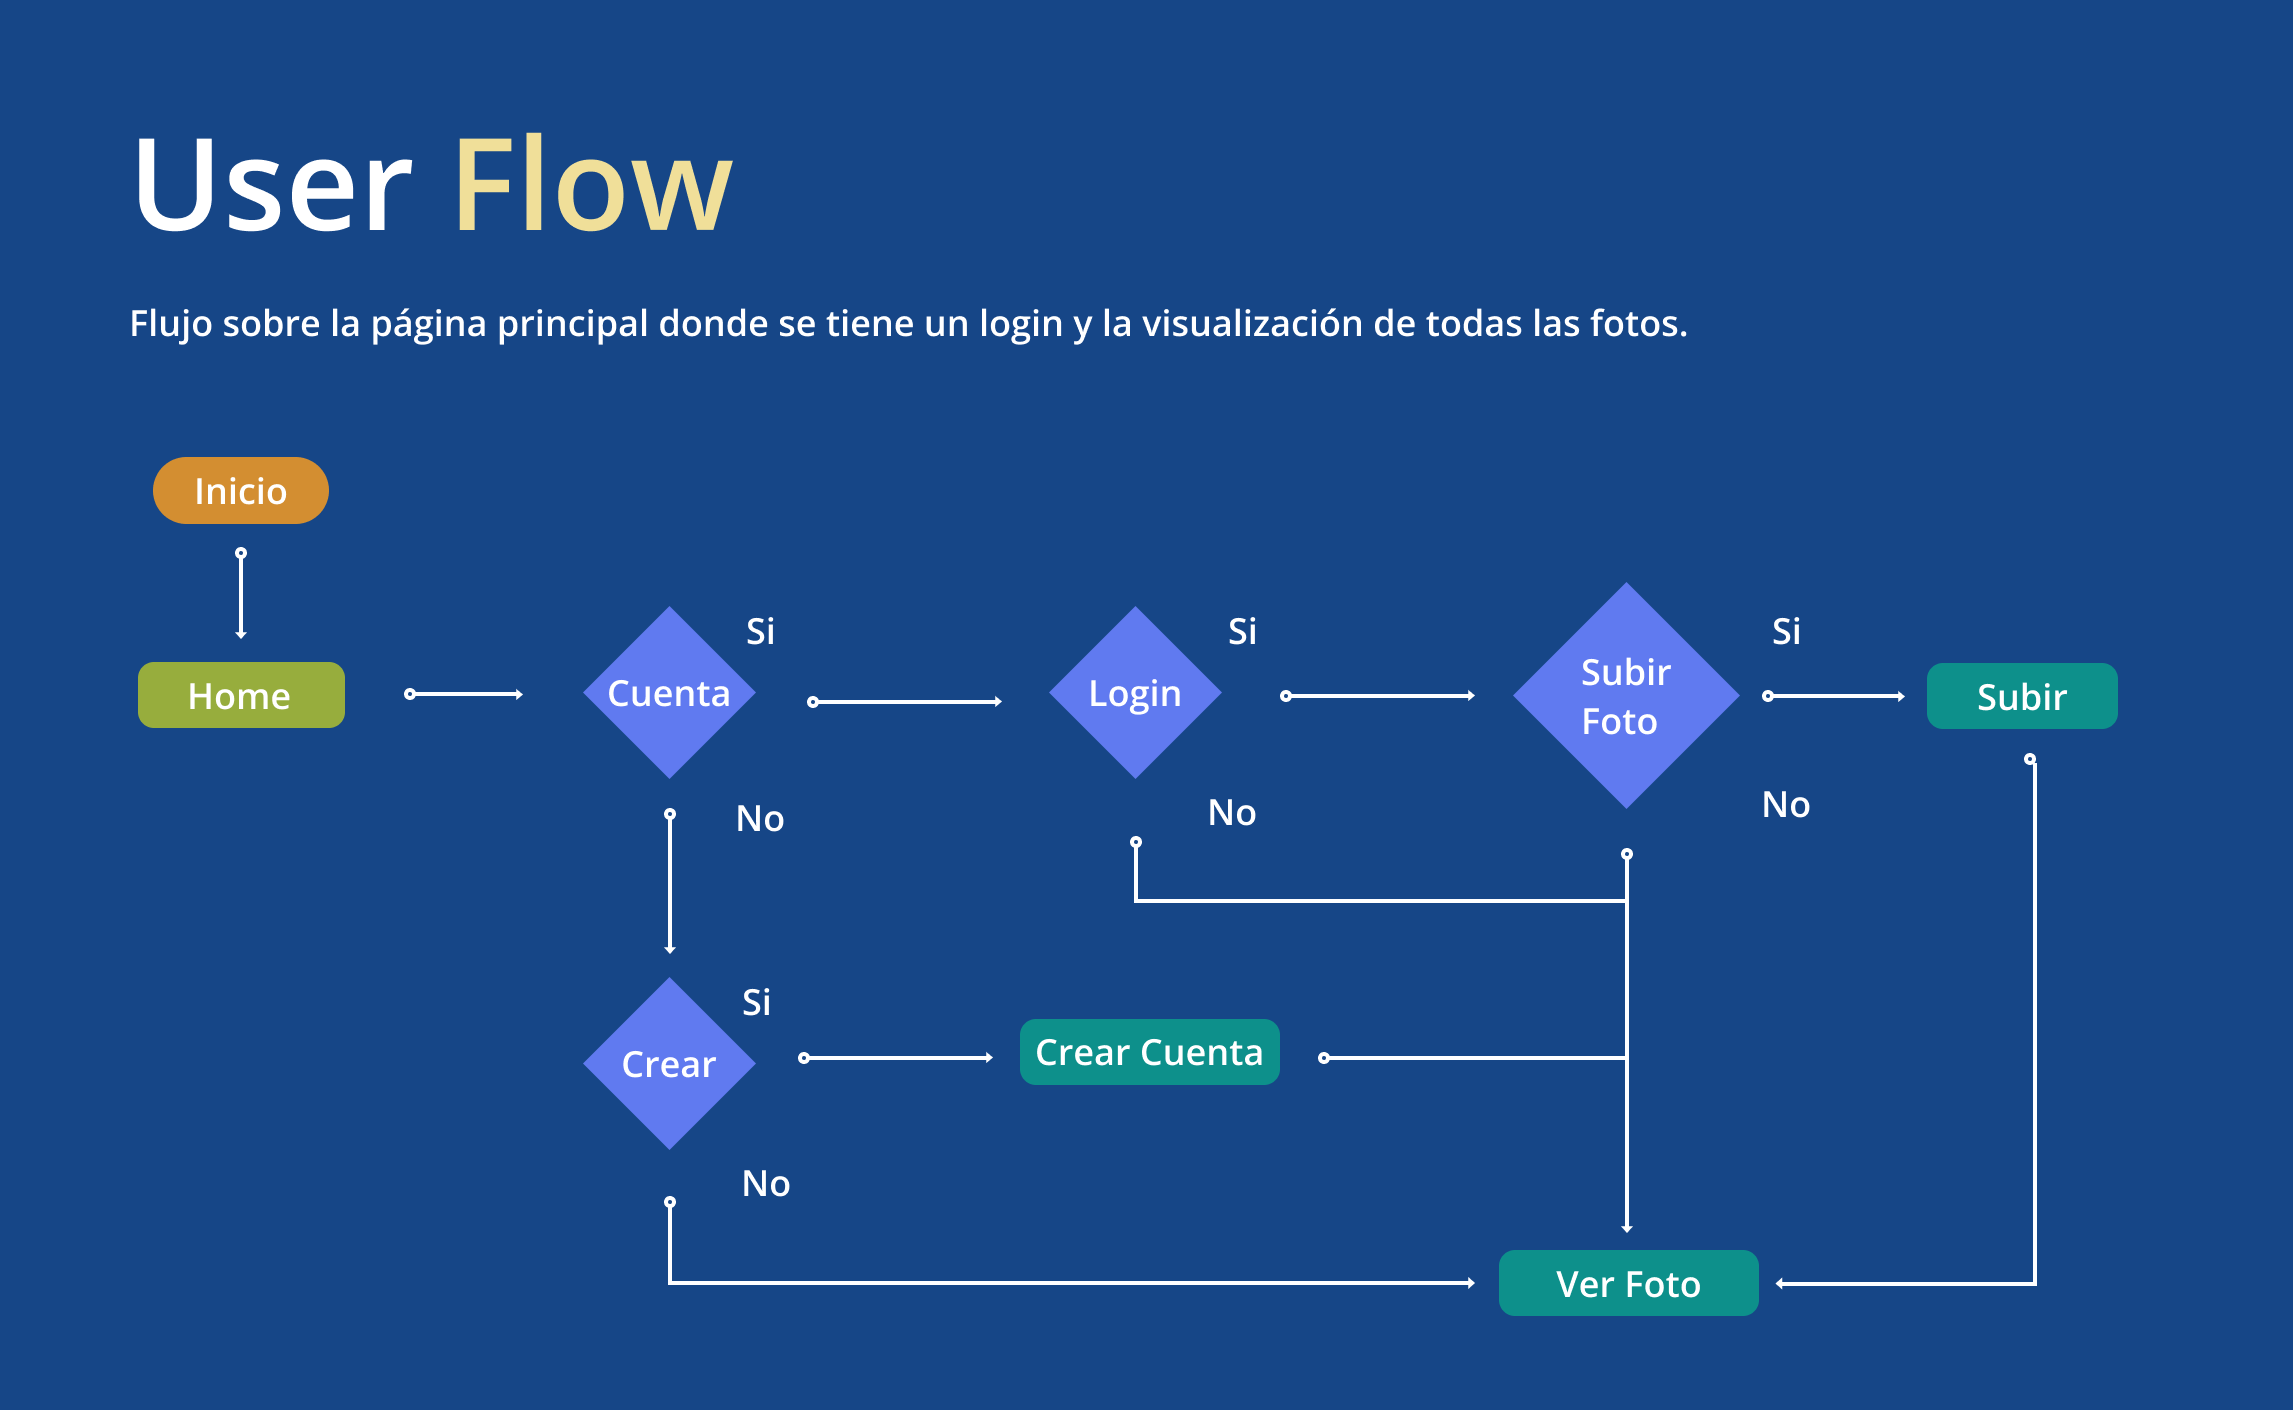 User Flow
Flujo sobre la página principal donde se tiene un login y la visualización de todas las fotos.
Inicio
Home
Cuenta
Si
No
Login
Si
No
Subir
Foto
Si
No
Subir
Crear
Si
No
Crear Cuenta
Ver Foto